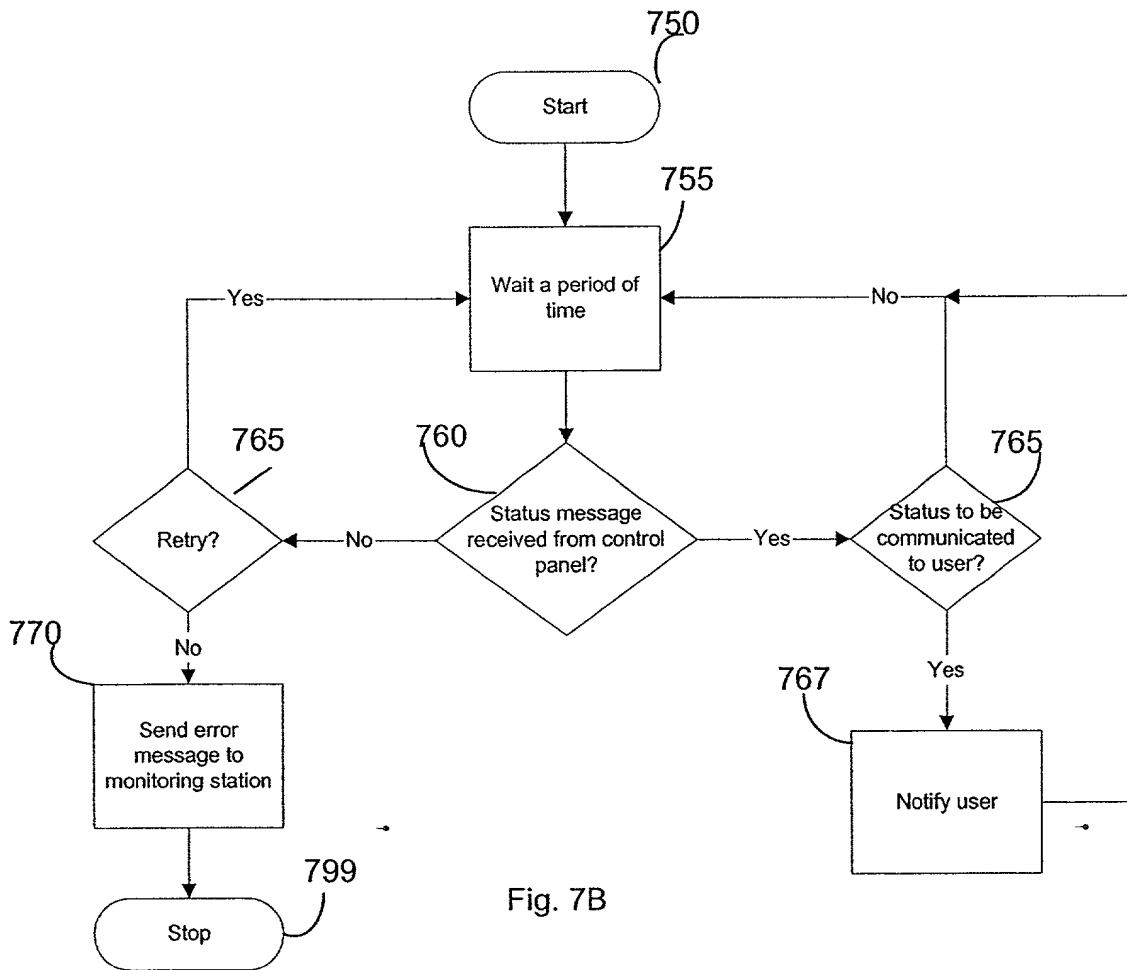 750
Start
755
Wait a period of
time
Yes
No
765
760
765
Retry?
No
Status message
received from control
panel?
Yes
Status to be
communicated
to user?
770
No
Yes
767
Send error
message to
monitoring station
Notify user
799
Stop
Fig. 7B